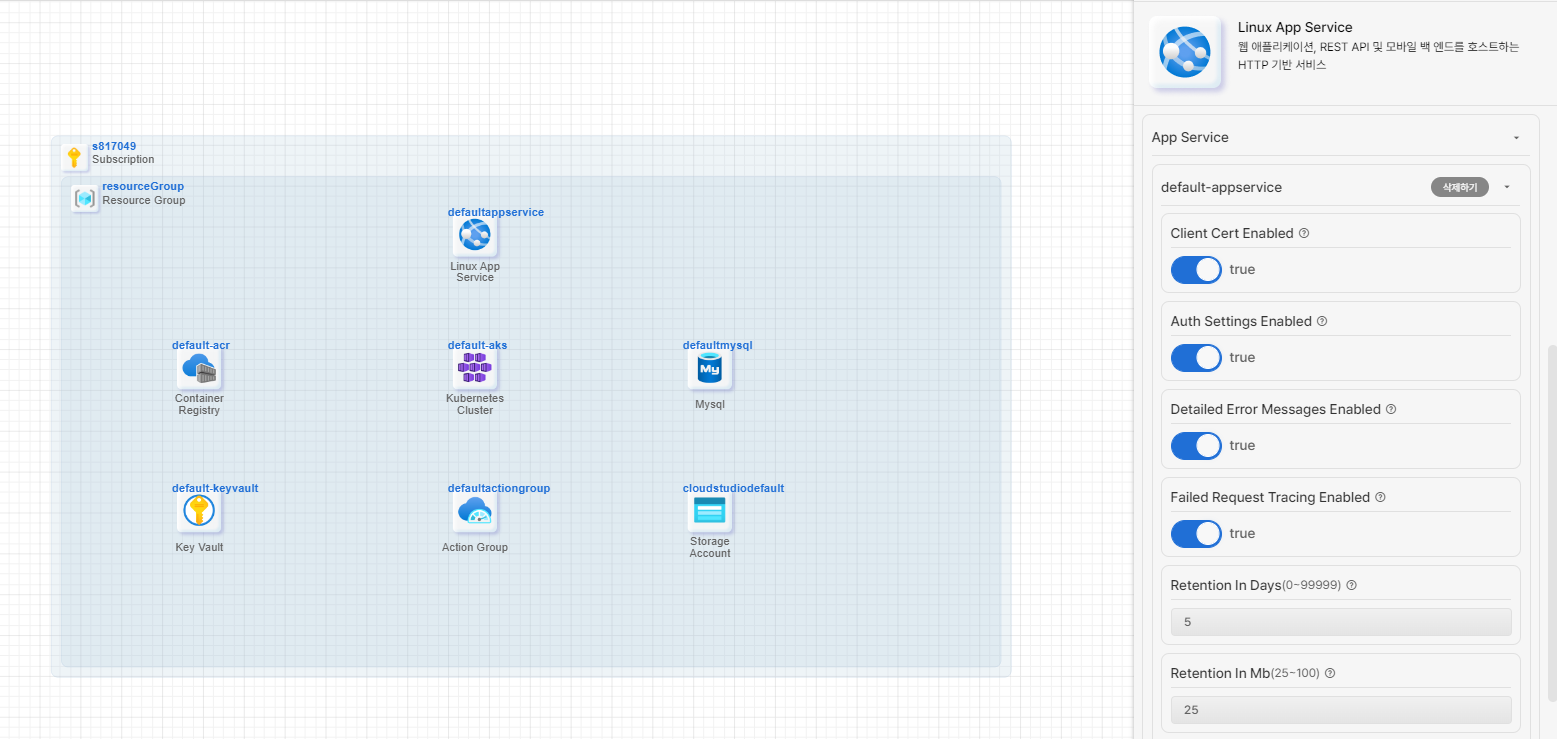 s817049
Subscription
resourceGroup
Resource Group
defaultappservice
Linux App
Service
default-acr
Container
Registry
default-aks
Kubernetes
Cluster
defaultmysql
My
Mysql
default-keyvault
Key Vault
defaultactiongroup
Action Group
cloudstudiodefault
Storage
Account
Linux App Service
웹 애플리케이션, REST API 및 모바일 백 엔드를 호스트하는
HTTP 기반 서비스
App Service
default-appservice
삭제하기
Client Cert Enabled
true
Auth Settings Enabled
true
Detailed Error Messages Enabled
true
Failed Request Tracing Enabled
true
Retention In Days(0~99999)
5
Retention In Mb(25~100)
25